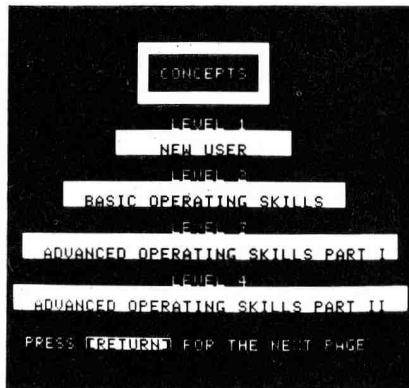 CONCEPTS
LEVEL 1
NEW USER
LEVEL 2
BASIC OPERATING SKILLS
LEVEL 3
ADVANCED OPERATING SKILLS PART I
LEVEL 4
ADVANCED OPERATING SKILLS PART II
PRESS [RETURN] FOR THE NEXT PAGE